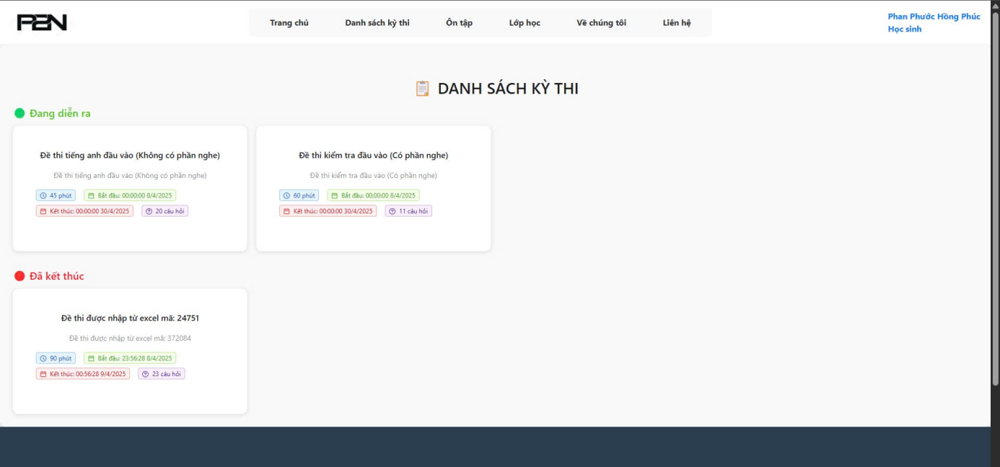 P2N
Trang chủ Danh sách kỳ thi Ôn tập Lớp học Về chúng tôi Liên hệ
Phan Phước Hồng Phúc
Học sinh
DANH SÁCH KỲ THI
Đang diễn ra
Đề thi tiếng anh đầu vào (Không có phần nghe)
Đề thi tiếng anh đầu vào (Không có phần nghe)
45 phút Bắt đầu: 00:00:00 8/4/2025
Kết thúc: 00:00:00 30/4/2025 20 câu hỏi
Đề thi kiểm tra đầu vào (Có phần nghe)
Đề thi kiểm tra đầu vào (Có phần nghe)
60 phút Bắt đầu: 00:00:00 8/4/2025
Kết thúc: 00:00:00 30/4/2025 11 câu hỏi
Đã kết thúc
Đề thi được nhập từ excel mã: 24751
Đề thi được nhập từ excel mã: 372084
90 phút Bắt đầu: 23:56:28 8/4/2025
Kết thúc: 00:56:28 9/4/2025 23 câu hỏi